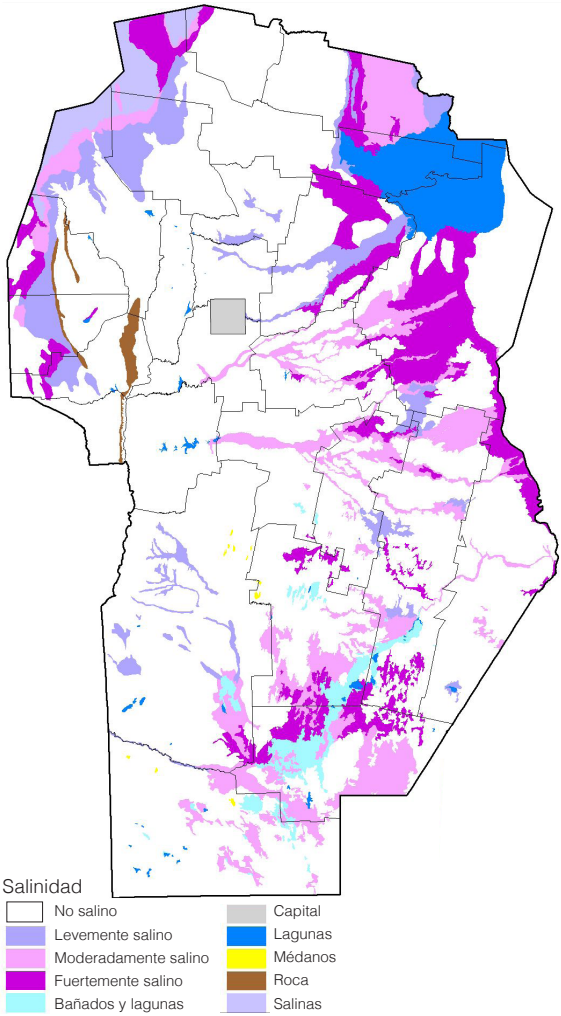 Salinidad
No salino
Levemente salino
Moderadamente salino
Fuertemente salino
Bañados y lagunas
Capital
Lagunas
Médanos
Roca
Salinas